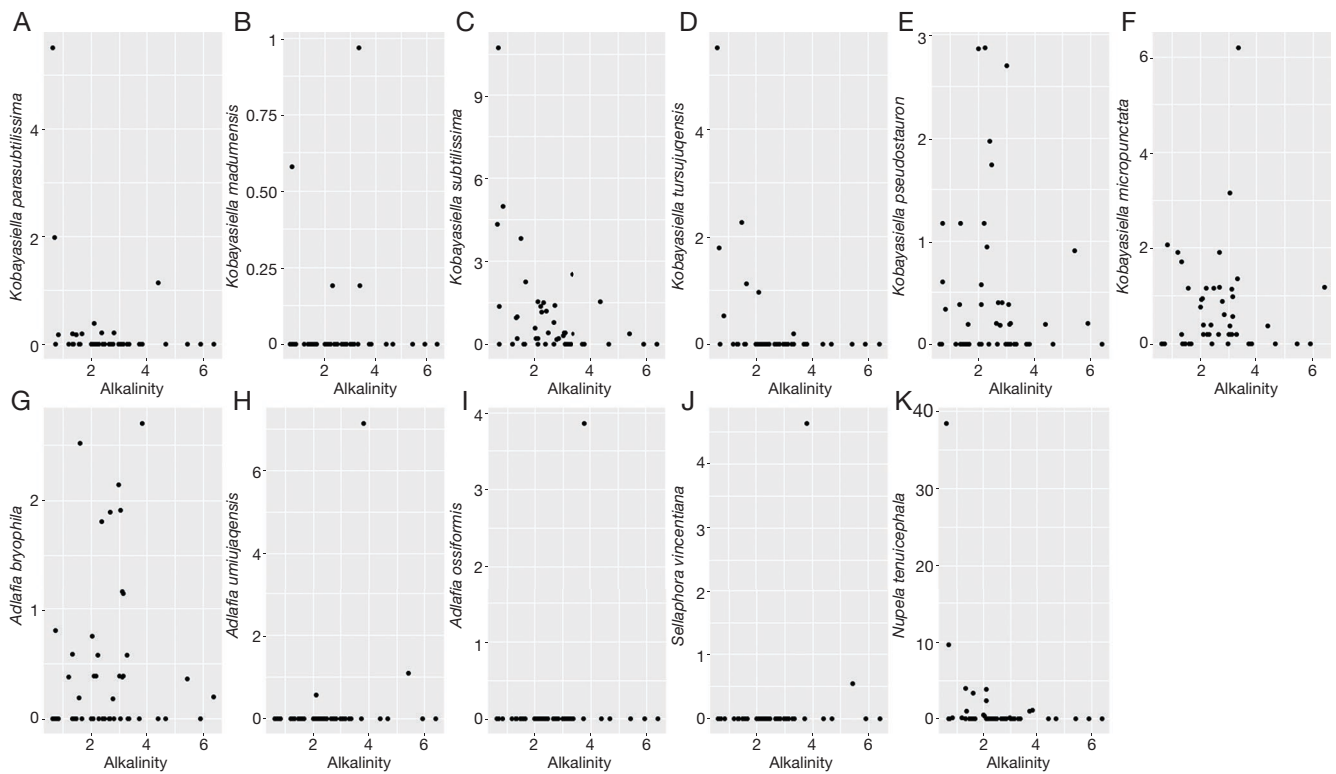 A
B
C
D
E
F
Kobayasiella parasubtilissima
4
2
0
2
4
6
Alkalinity
Kobayasiella madumensis
1
0.75
0.50
0.25
0
2
4
6
Alkalinity
Kobayasiella subtilissima
9
6
3
0
2
4
6
Alkalinity
Kobayasiella tursujuqensis
4
2
0
2
4
6
Alkalinity
Kobayasiella pseudostauron
3
2
1
0
2
4
6
Alkalinity
Kobayasiella micropunctata
6
4
2
0
2
4
6
Alkalinity
G
H
I
J
K
Adlafia bryophila
2
1
0
2
4
6
Alkalinity
Adlafia umiujaqensis
6
4
2
0
2
4
6
Alkalinity
Adlafia ossiformis
4
3
2
1
0
2
4
6
Alkalinity
Sellaphora vincentiana
4
3
2
1
0
2
4
6
Alkalinity
Nupela tenuicephala
40
30
20
10
0
2
4
6
Alkalinity